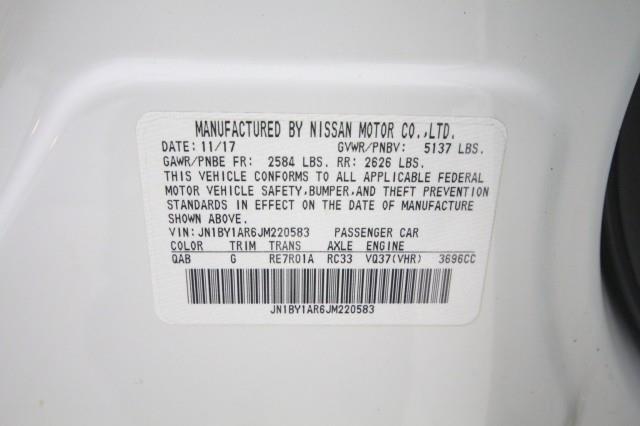 MANUFACTURED BY NISSAN MOTOR CO.,LTD.
DATE: 11/17 GVWR/PNBV: 5137 LBS.
GAWR/PNBE FR: 2584 LBS. RR: 2626 LBS.
THIS VEHICLE CONFORMS TO ALL APPLICABLE FEDERAL
MOTOR VEHICLE SAFETY,BUMPER,AND THEFT PREVENTION
STANDARDS IN EFFECT ON THE DATE OF MANUFACTURE
SHOWN ABOVE.
VIN: JN1BY1AR6JM220583 PASSENGER CAR
COLOR TRIM TRANS AXLE ENGINE
QAB G RE7R01A RC33 VQ37(VHR) 3696CC
JN1BY1AR6JM220583